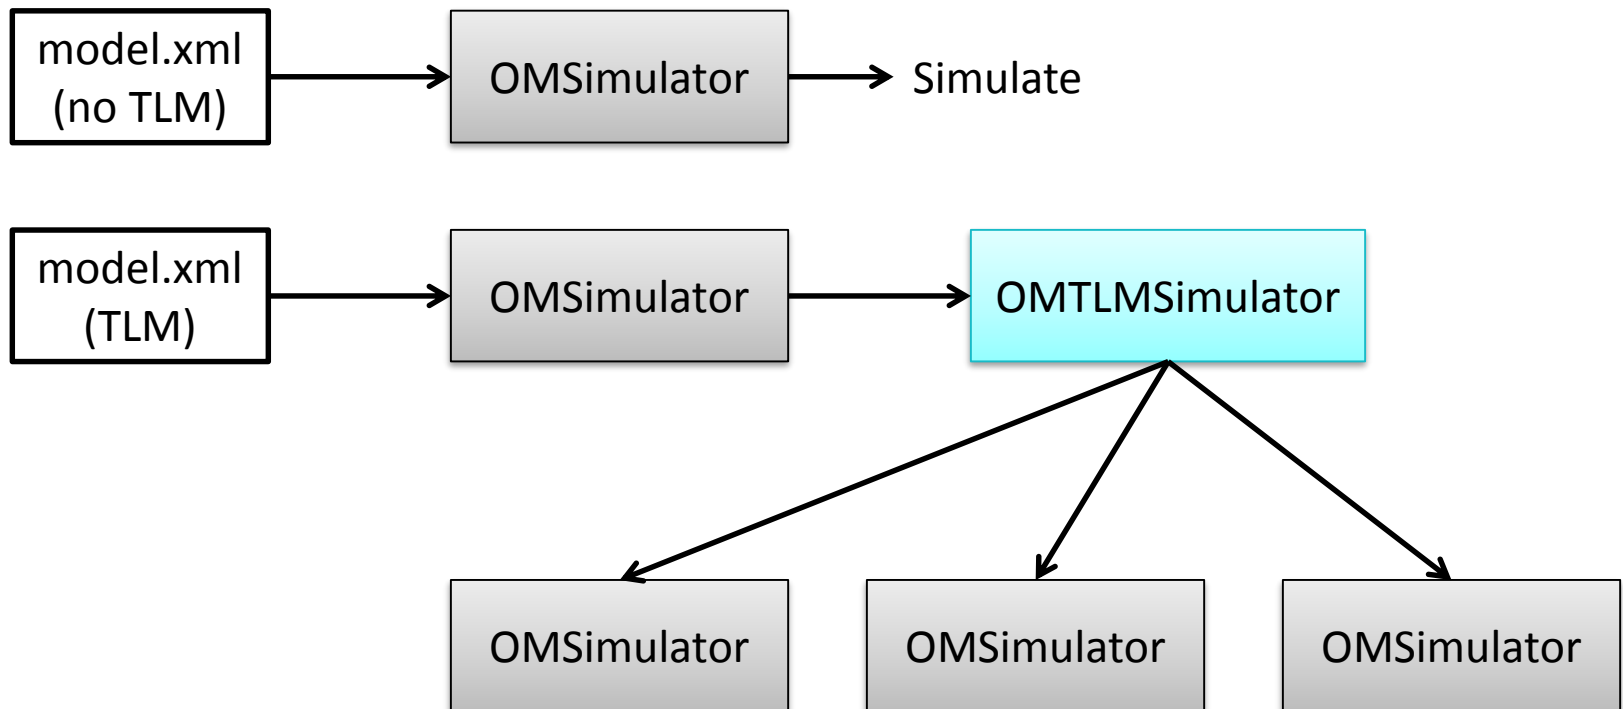 model.xml
(no TLM)
OMSimulator
Simulate
model.xml
(TLM)
OMSimulator
OMTLMSimulator
OMSimulator
OMSimulator
OMSimulator